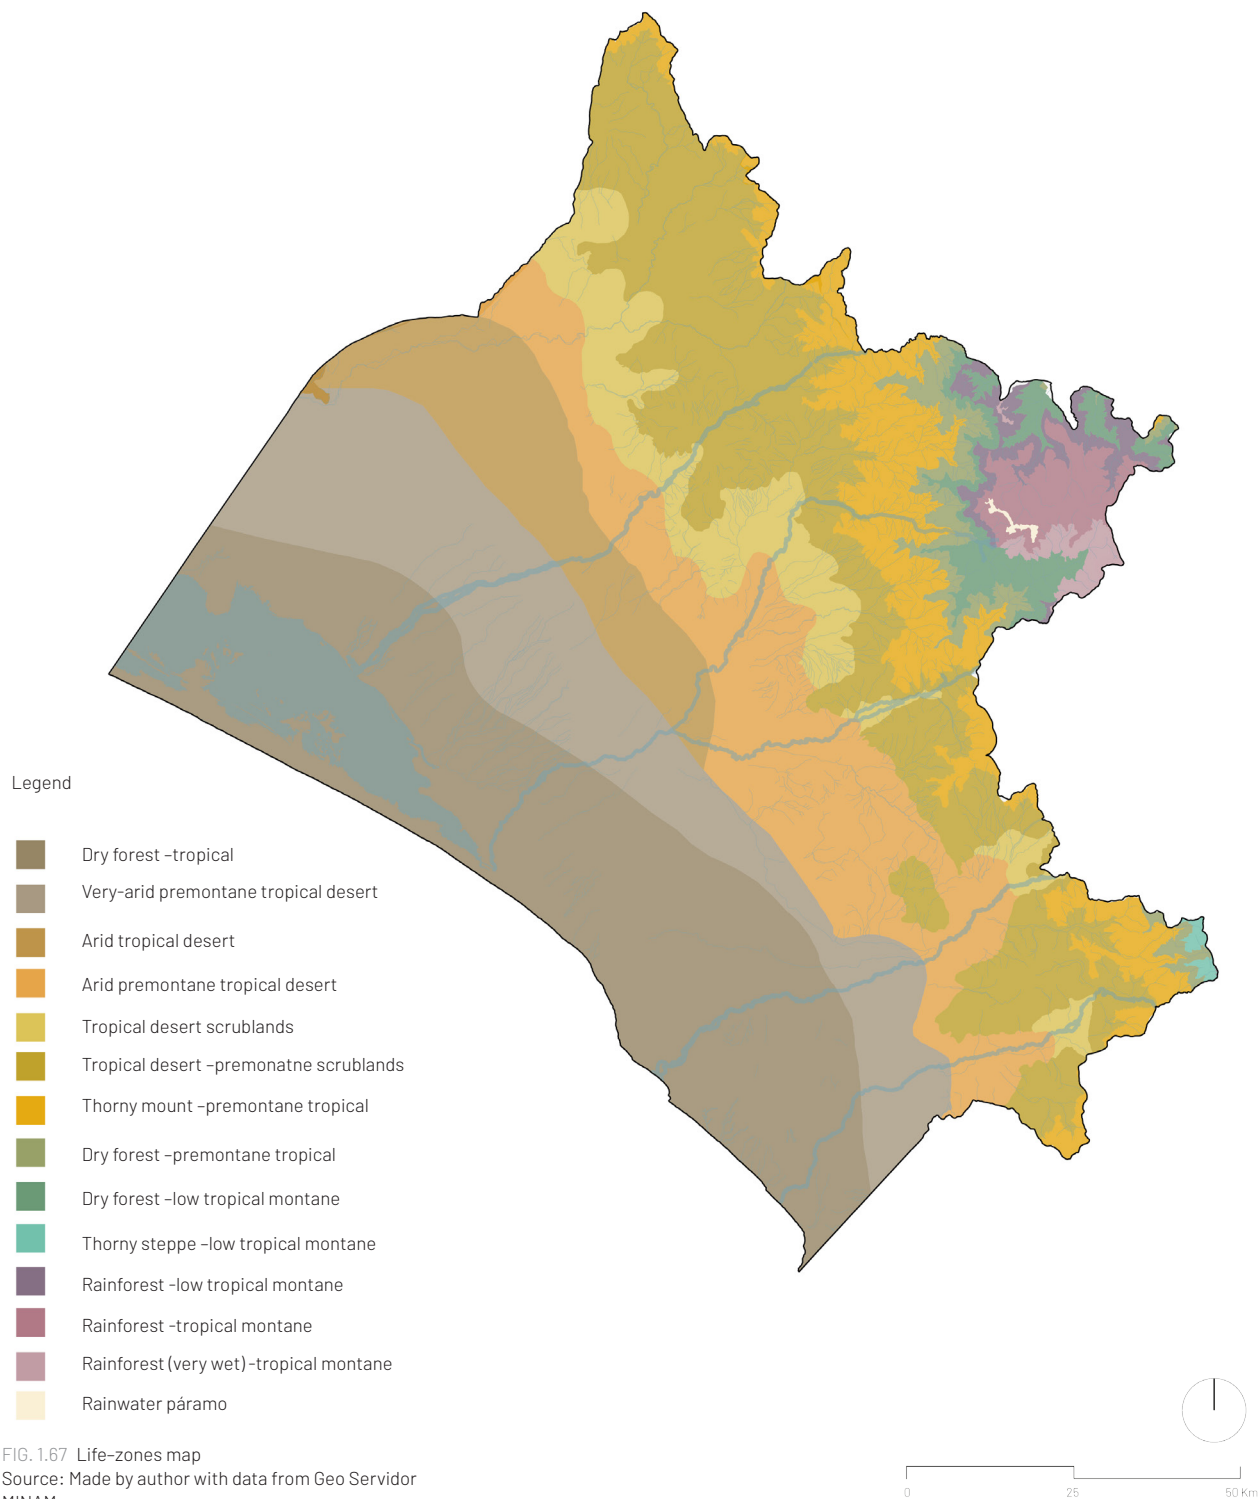 Legend
Dry forest –tropical
Very-arid premontane tropical desert
Arid tropical desert
Arid premontane tropical desert
Tropical desert scrublands
Tropical desert –premonatne scrublands
Thorny mount –premontane tropical
Dry forest –premontane tropical
Dry forest –low tropical montane
Thorny steppe –low tropical montane
Rainforest -low tropical montane
Rainforest -tropical montane
Rainforest (very wet) -tropical montane
Rainwater páramo
FIG. 1.67 Life–zones map
Source: Made by author with data from Geo Servidor
MINAM
0 25 50 Km